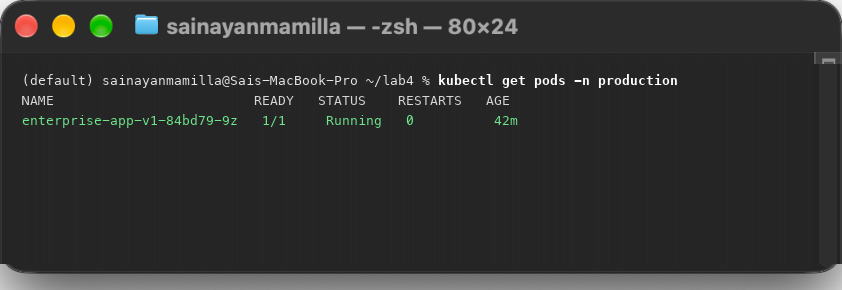 sainayanmamilla — -zsh — 80×24
(default) sainayanmamilla@Sais-MacBook-Pro ~/lab4 % kubectl get pods -n production
NAME                         READY   STATUS    RESTARTS   AGE
enterprise-app-v1-84bd79-9z   1/1     Running   0          42m